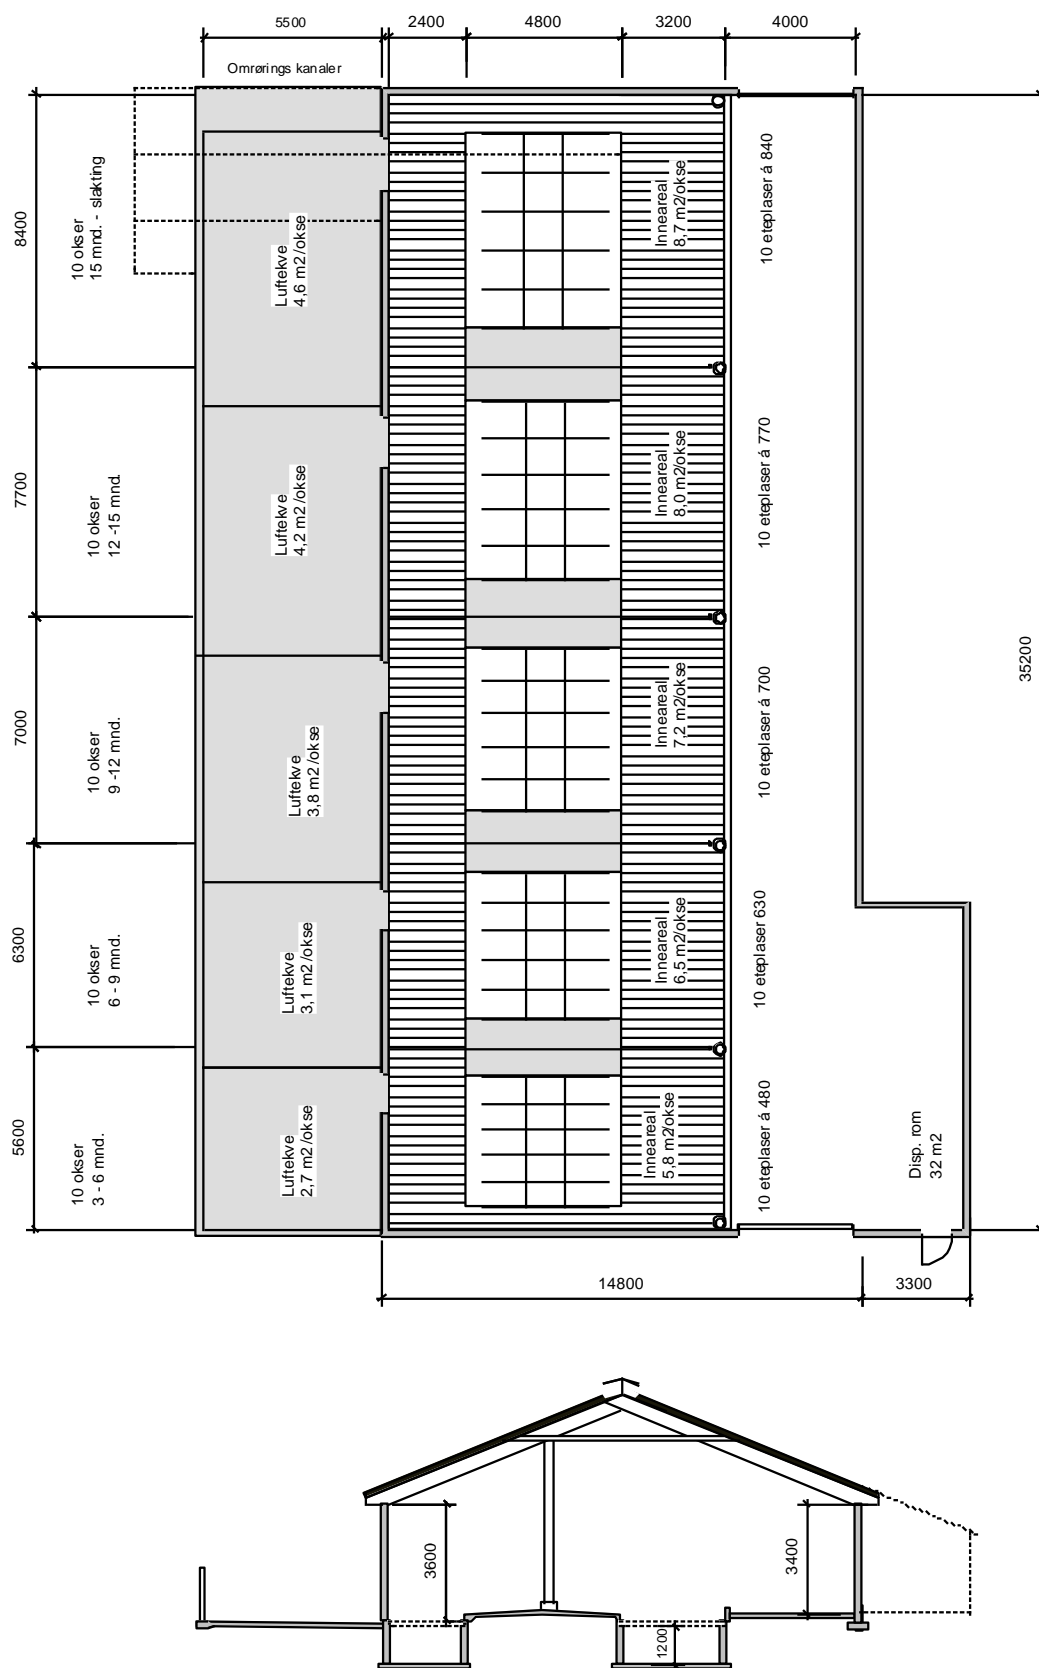 5500
2400
4800
3200
4000
Omrørings kanaler
8400
10 okser
15 mnd. - slakting
Luftekve
4,6 m2/okse
Inneareal
8,7 m2/okse
10 eteplaser á 840
7700
10 okser
12 -15 mnd.
Luftekve
4,2 m2/okse
Inneareal
8,0 m2/okse
10 eteplaser á 770
35200
7000
10 okser
9 -12 mnd.
Luftekve
3,8 m2/okse
Inneareal
7,2 m2/okse
10 eteplaser á 700
6300
10 okser
6 - 9 mnd.
Luftekve
3,1 m2/okse
Inneareal
6,5 m2/okse
10 eteplaser 630
5600
10 okser
3 - 6 mnd.
Luftekve
2,7 m2/okse
Inneareal
5,8 m2/okse
10 eteplaser á 480
Disp. rom
32 m2
14800
3300
3600
3400
1200